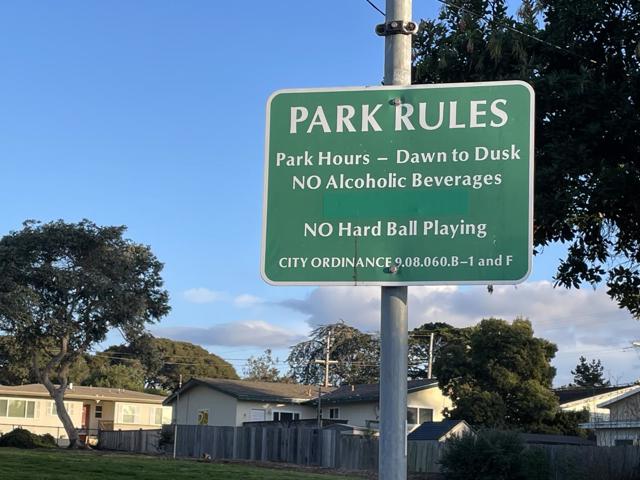 PARK RULES
Park Hours – Dawn to Dusk
NO Alcoholic Beverages
NO Hard Ball Playing
CITY ORDINANCE 9.08.060.B–1 and F